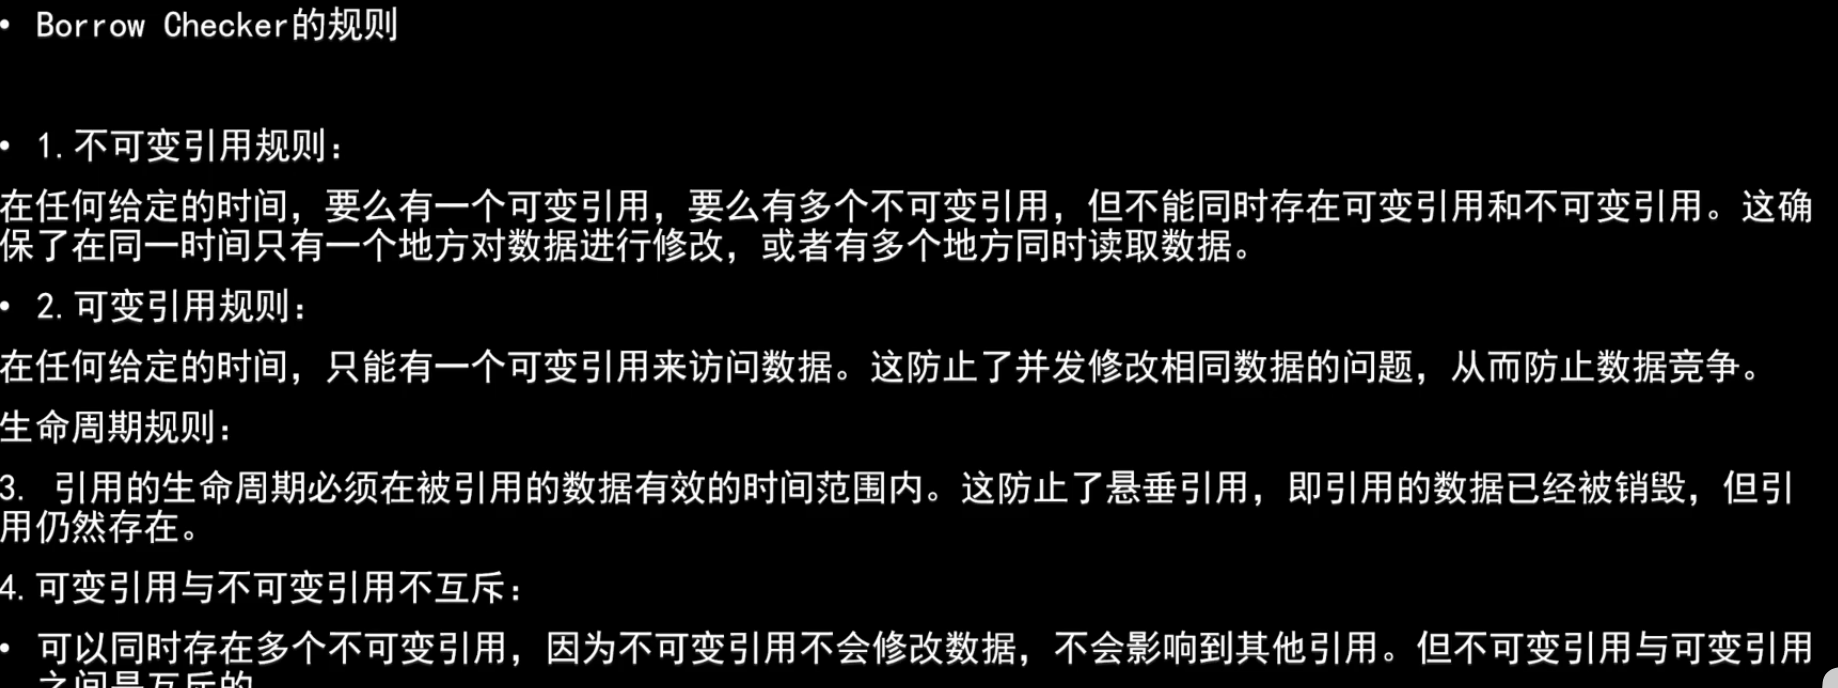 • Borrow Checker的规则
• 1.不可变引用规则：
在任何给定的时间，要么有一个可变引用，要么有多个不可变引用，但不能同时存在可变引用和不可变引用。这确
保了在同一时间只有一个地方对数据进行修改，或者有多个地方同时读取数据。
• 2.可变引用规则：
在任何给定的时间，只能有一个可变引用来访问数据。这防止了并发修改相同数据的问题，从而防止数据竞争。
生命周期规则：
3. 引用的生命周期必须在被引用的数据有效的时间范围内。这防止了悬垂引用，即引用的数据已经被销毁，但引
用仍然存在。
4.可变引用与不可变引用不互斥：
• 可以同时存在多个不可变引用，因为不可变引用不会修改数据，不会影响到其他引用。但不可变引用与可变引用
之间是互斥的